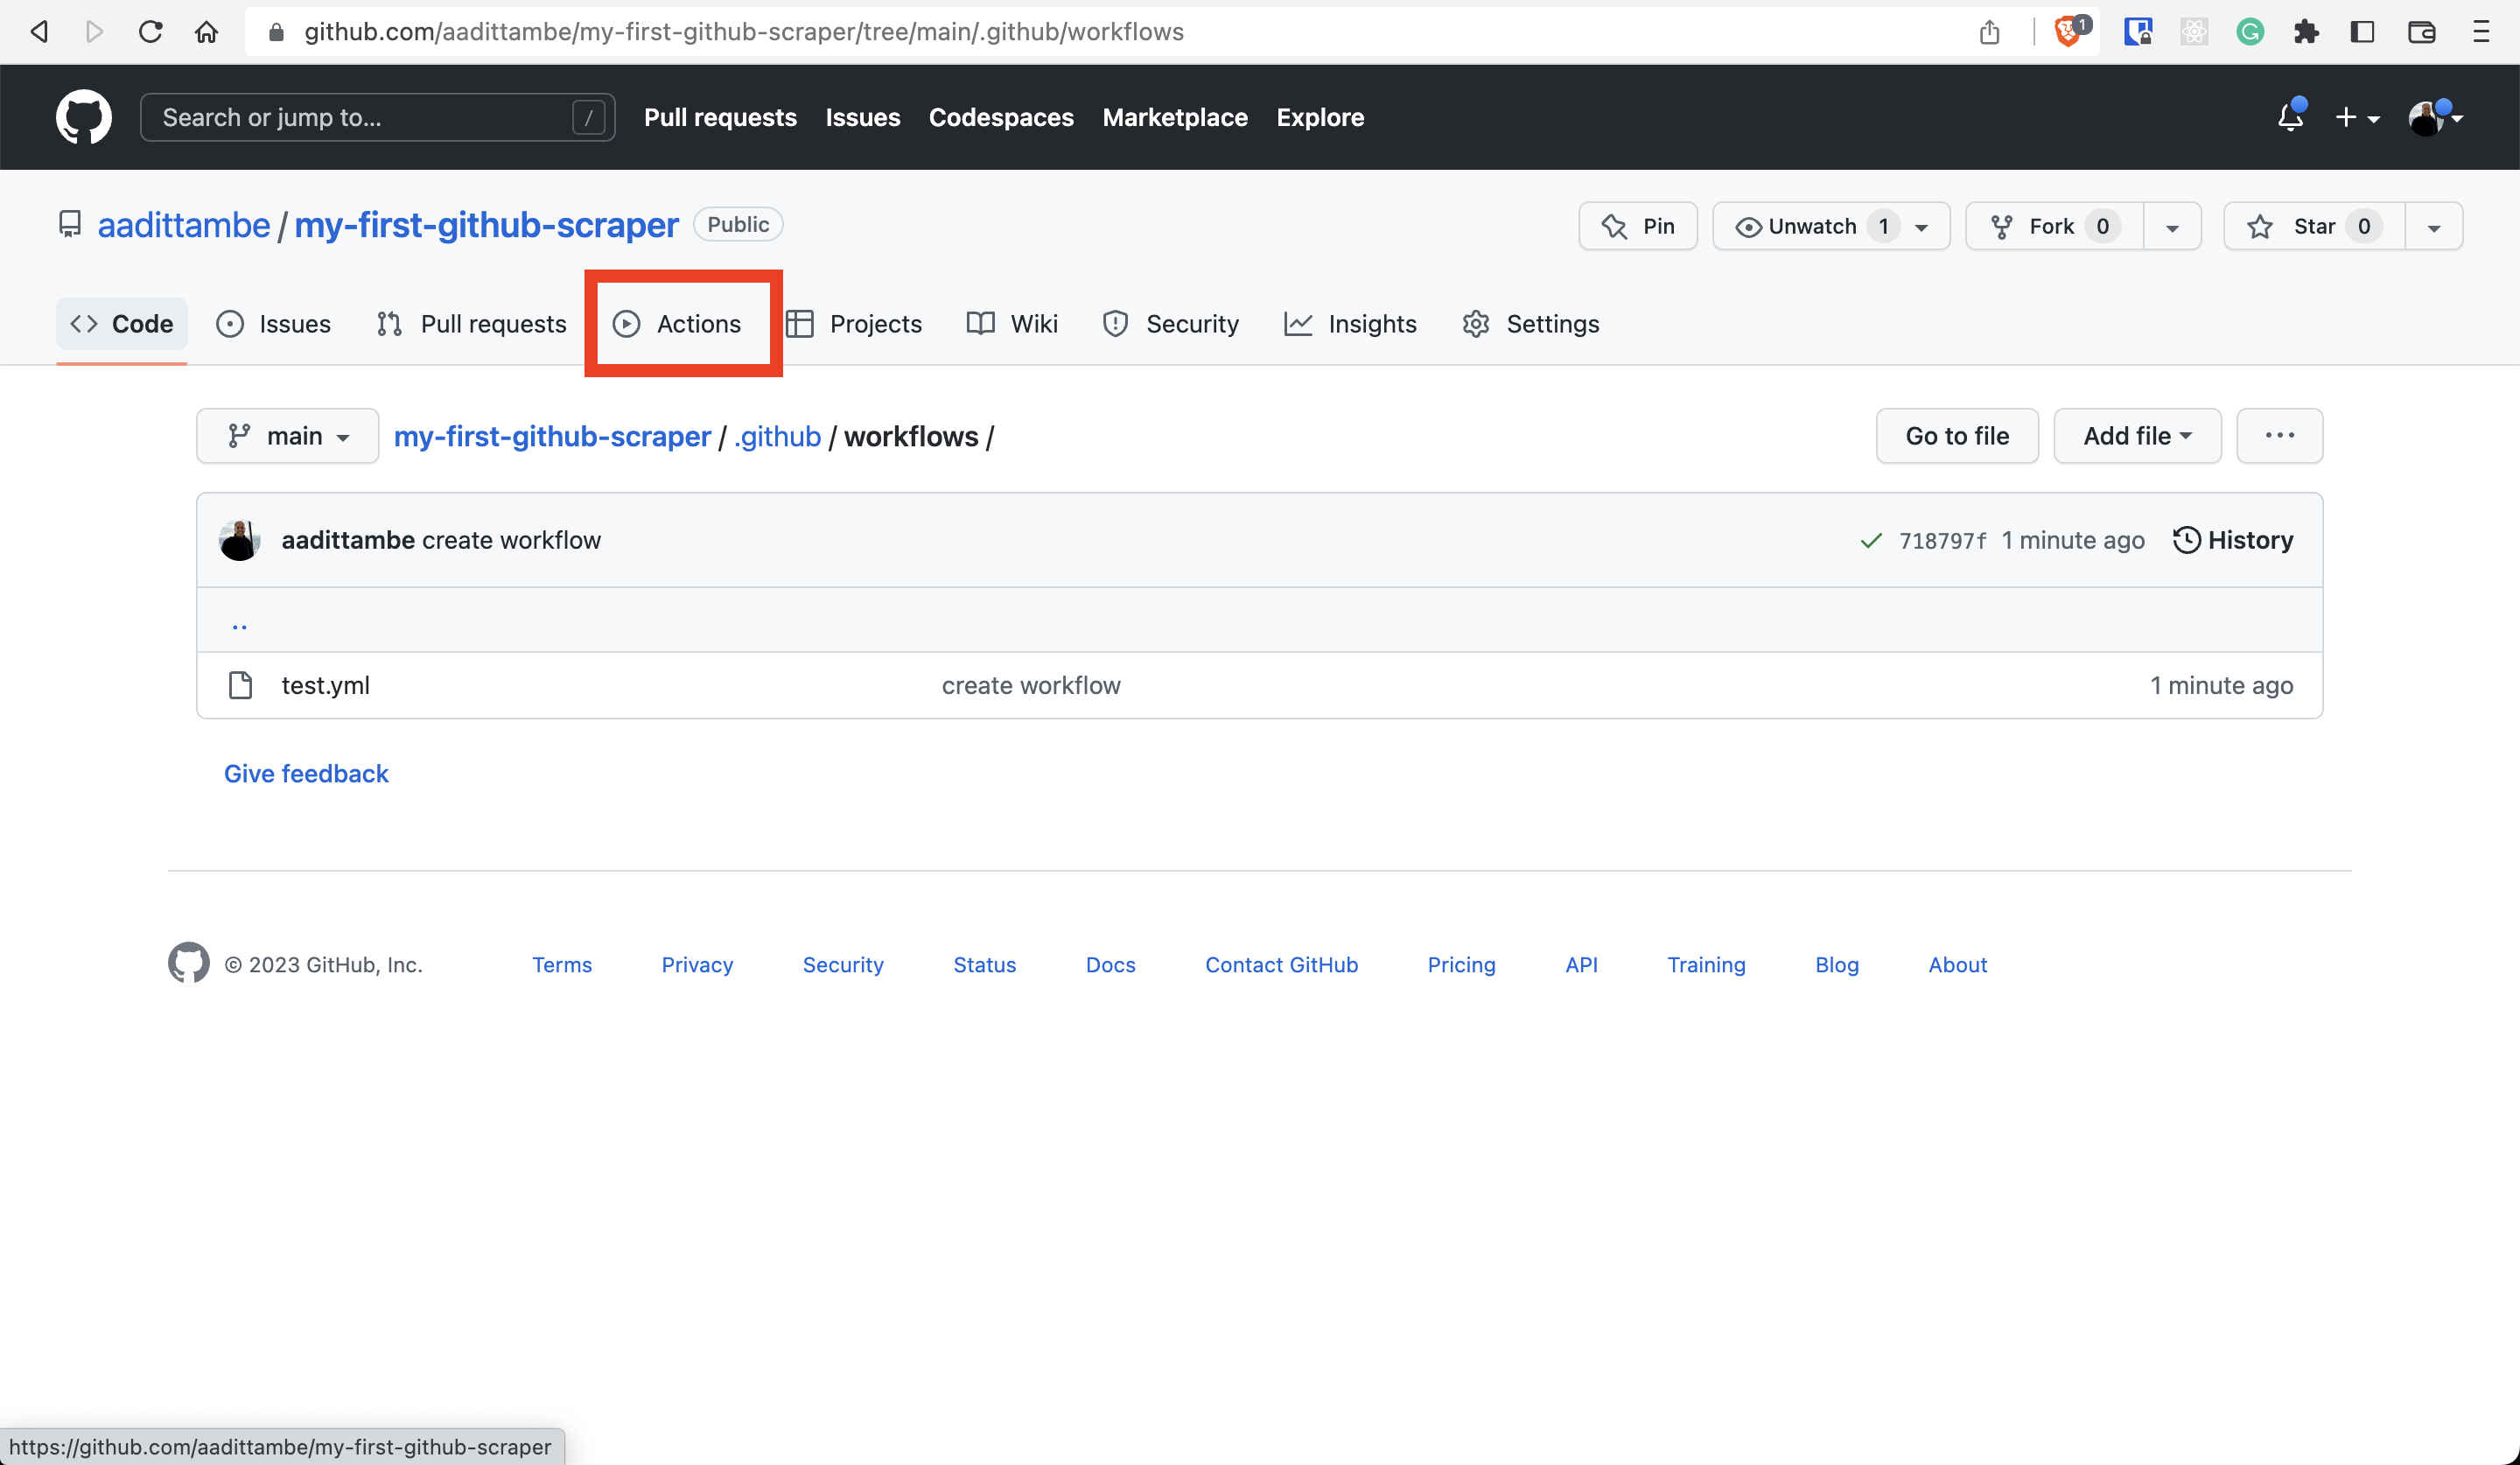 github.com/aadittambe/my-first-github-scraper/tree/main/.github/workflows
1
Search or jump to... / Pull requests Issues Codespaces Marketplace Explore
aadittambe / my-first-github-scraper Public Pin Unwatch 1 Fork 0 Star 0
Code Issues Pull requests Actions Projects Wiki Security Insights Settings
main my-first-github-scraper / .github / workflows / Go to file Add file ...
aadittambe create workflow 718797f 1 minute ago History
..
test.yml create workflow 1 minute ago
Give feedback
© 2023 GitHub, Inc. Terms Privacy Security Status Docs Contact GitHub Pricing API Training Blog About
https://github.com/aadittambe/my-first-github-scraper